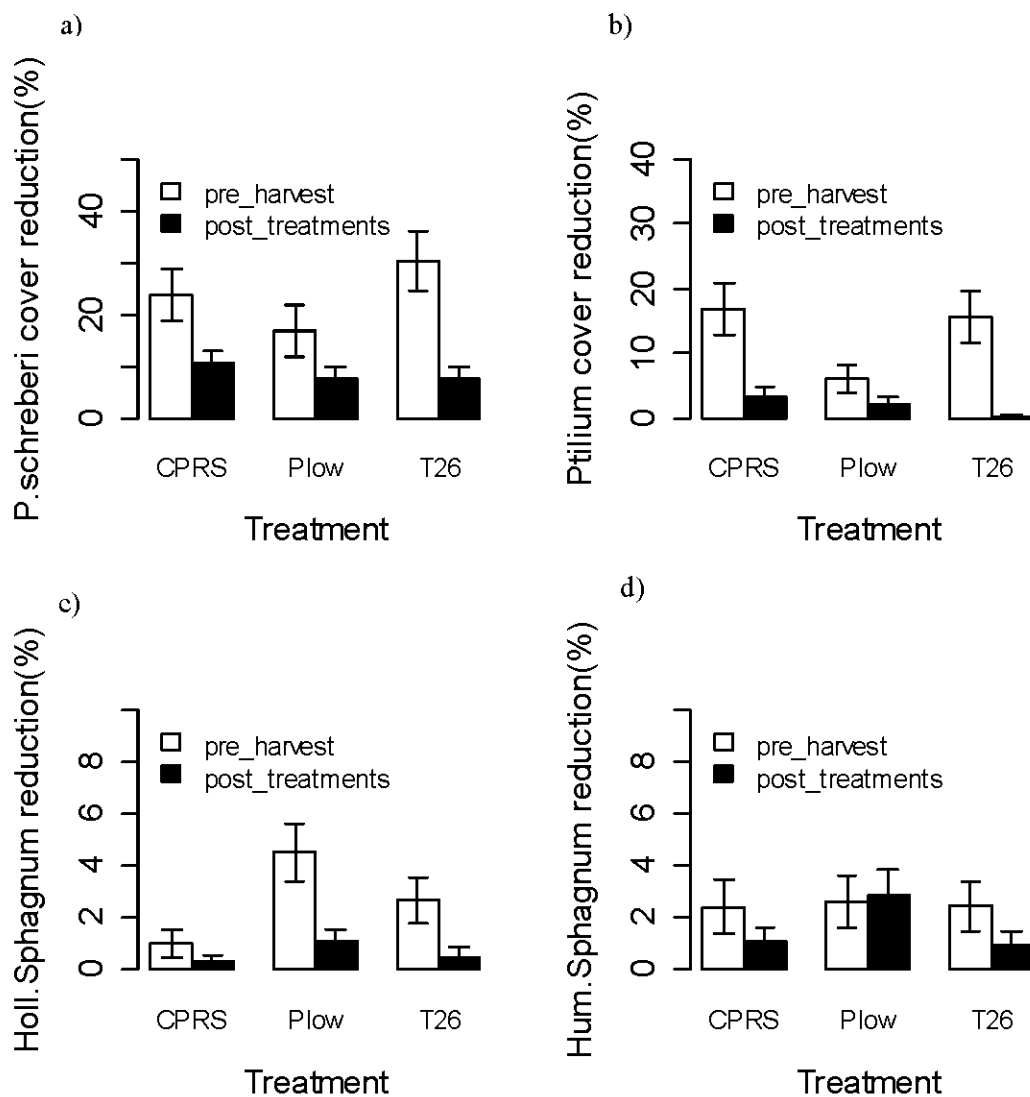 a)
P.schreberi cover reduction(%)
0
20
40
pre_harvest
post_treatments
CPRS Plow T26
Treatment
b)
Ptilium cover reduction(%)
0
10
20
30
40
pre_harvest
post_treatments
CPRS Plow T26
Treatment
c)
Holl.Sphagnum reduction(%)
0
2
4
6
8
pre_harvest
post_treatments
CPRS Plow T26
Treatment
d)
Hum.Sphagnum reduction(%)
0
2
4
6
8
pre_harvest
post_treatments
CPRS Plow T26
Treatment